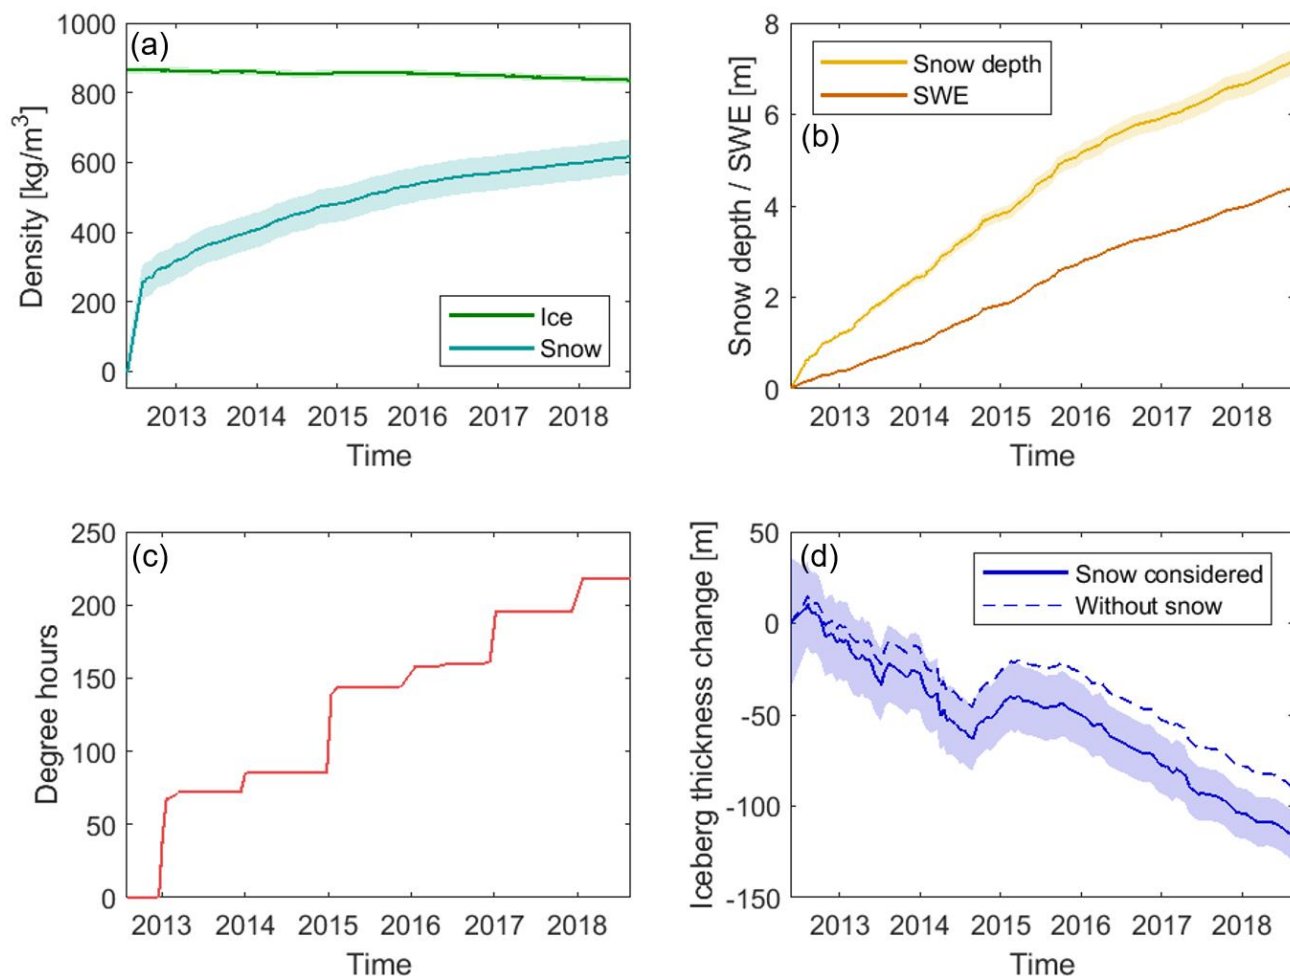 (a)
Density [kg/m³]
1000
800
600
400
200
0
Ice
Snow
2013 2014 2015 2016 2017 2018
Time
(b)
Snow depth / SWE [m]
8
6
4
2
0
Snow depth
SWE
2013 2014 2015 2016 2017 2018
Time
(c)
Degree hours
250
200
150
100
50
0
2013 2014 2015 2016 2017 2018
Time
(d)
Iceberg thickness change [m]
50
0
-50
-100
-150
Snow considered
Without snow
2013 2014 2015 2016 2017 2018
Time